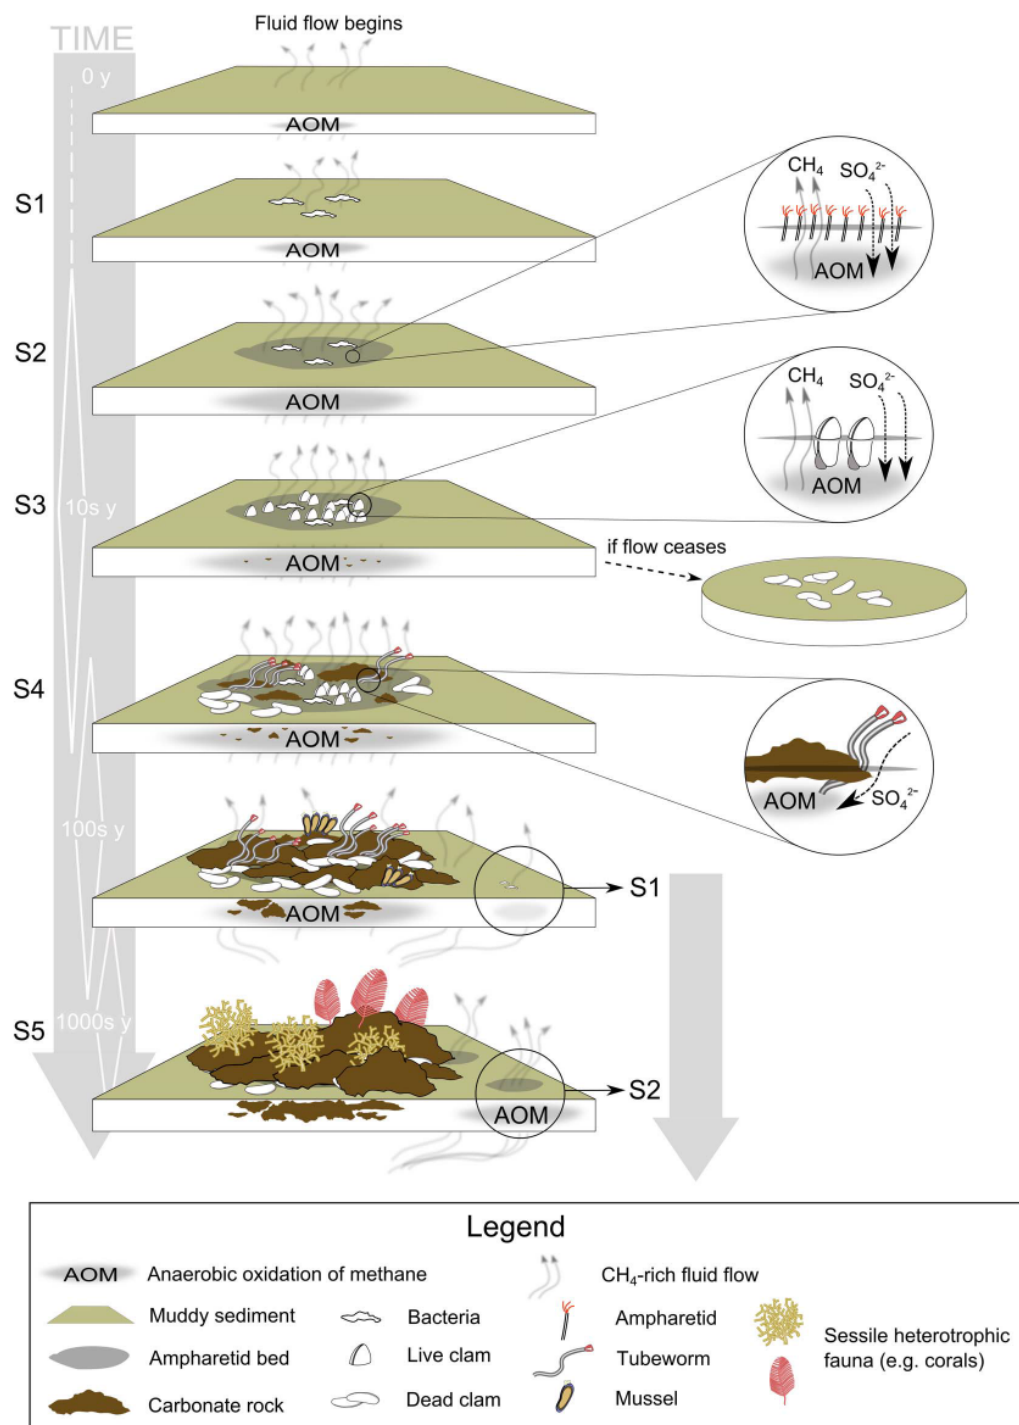 Fluid flow begins
TIME
0 y
AOM
S1
AOM
CH₄ SO₄²⁻
AOM
S2
AOM
CH₄ SO₄²⁻
AOM
S3
10s y
AOM
if flow ceases
S4
AOM
AOM
SO₄²⁻
100s y
S1
AOM
S5
1000s y
S2
AOM
Legend
AOM Anaerobic oxidation of methane
CH₄-rich fluid flow
Muddy sediment
Bacteria
Ampharetid
Ampharetid bed
Live clam
Tubeworm
Sessile heterotrophic
fauna (e.g. corals)
Carbonate rock
Dead clam
Mussel